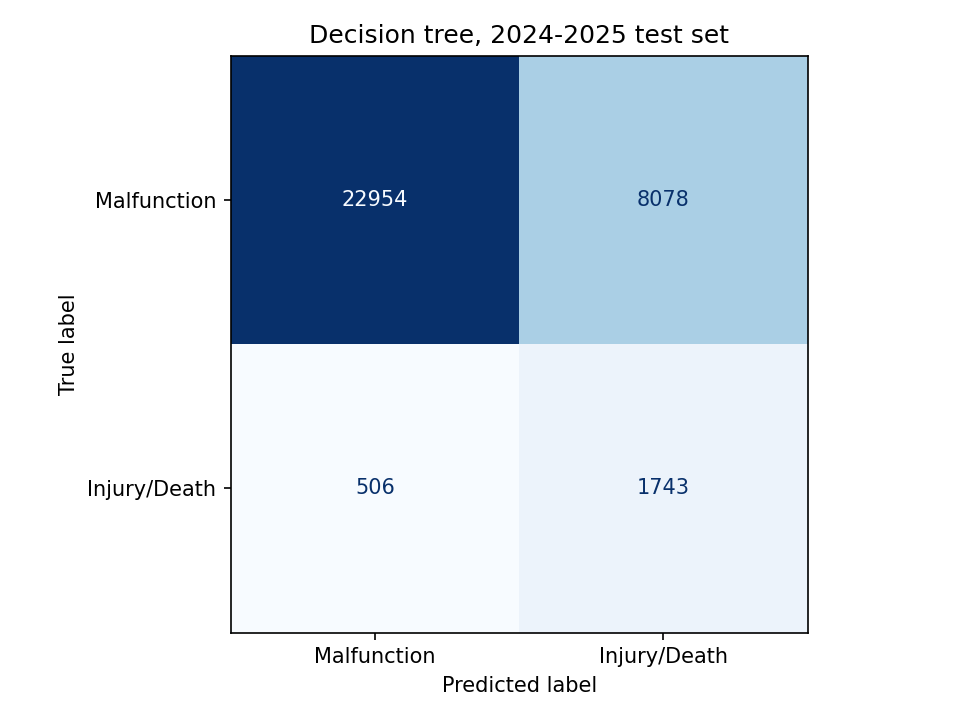 Decision tree, 2024-2025 test set
Malfunction
22954
8078
True label
Injury/Death
506
1743
Malfunction
Injury/Death
Predicted label